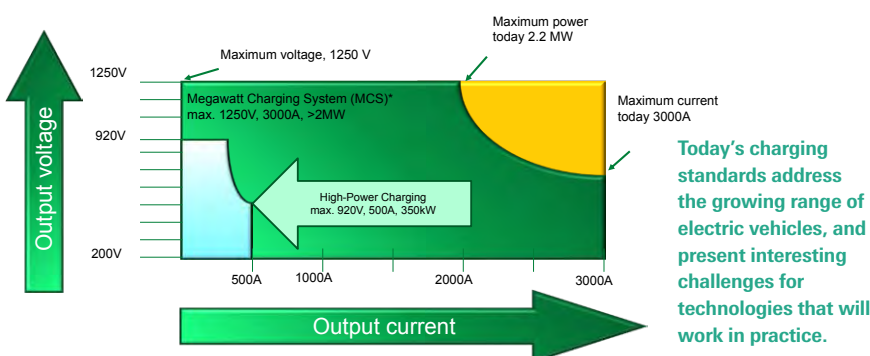 Maximum power
today 2.2 MW
Maximum voltage, 1250 V
1250V
Megawatt Charging System (MCS)*
max. 1250V, 3000A, >2MW
Maximum current
today 3000A
920V
Output voltage
High-Power Charging
max. 920V, 500A, 350kW
200V
500A
1000A
2000A
3000A
Output current
Today's charging
standards address
the growing range of
electric vehicles, and
present interesting
challenges for
technologies that will
work in practice.